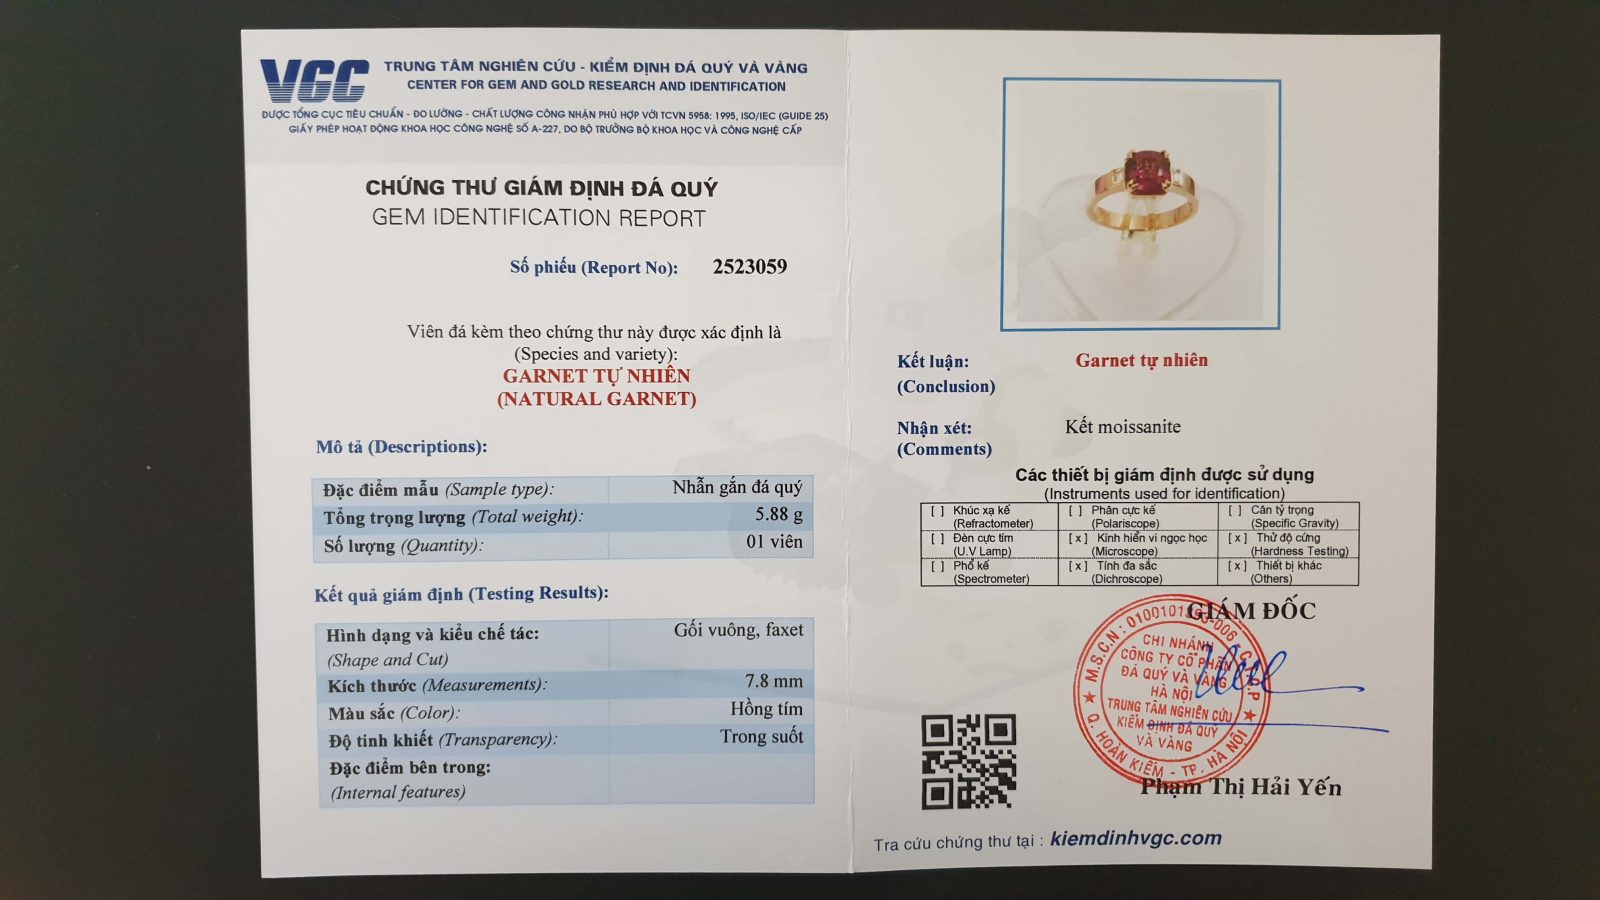 VGC
TRUNG TÂM NGHIÊN CỨU - KIỂM ĐỊNH ĐÁ QUÝ VÀ VÀNG
CENTER FOR GEM AND GOLD RESEARCH AND IDENTIFICATION
ĐƯỢC TỔNG CỤC TIÊU CHUẨN - ĐO LƯỜNG - CHẤT LƯỢNG CÔNG NHẬN PHÙ HỢP VỚI TCVN 5958: 1995, ISO/IEC (GUIDE 25)
GIẤY PHÉP HOẠT ĐỘNG KHOA HỌC CÔNG NGHỆ SỐ A-227, DO BỘ TRƯỞNG BỘ KHOA HỌC VÀ CÔNG NGHỆ CẤP
CHỨNG THƯ GIÁM ĐỊNH ĐÁ QUÝ
GEM IDENTIFICATION REPORT
Số phiếu (Report No): 2523059
Viên đá kèm theo chứng thư này được xác định là
(Species and variety):
GARNET TỰ NHIÊN
(NATURAL GARNET)
Mô tả (Descriptions):
Đặc điểm mẫu (Sample type): Nhẫn gắn đá quý
Tổng trọng lượng (Total weight): 5.88 g
Số lượng (Quantity): 01 viên
Kết quả giám định (Testing Results):
Hình dạng và kiểu chế tác: Gối vuông, faxet
(Shape and Cut)
Kích thước (Measurements): 7.8 mm
Màu sắc (Color): Hồng tím
Độ tinh khiết (Transparency): Trong suốt
Đặc điểm bên trong:
(Internal features)
Kết luận: Garnet tự nhiên
(Conclusion)
Nhận xét: Kết moissanite
(Comments)
Các thiết bị giám định được sử dụng
(Instruments used for identification)
[ ] Khúc xạ kế [ ] Phân cực kế [ ] Cân tỷ trọng
(Refractometer) (Polariscope) (Specific Gravity)
[ ] Đèn cực tím [x] Kính hiển vi ngọc học [x] Thử độ cứng
(U.V Lamp) (Microscope) (Hardness Testing)
[ ] Phổ kế [x] Tính đa sắc [x] Thiết bị khác
(Spectrometer) (Dichroscope) (Others)
GIÁM ĐỐC
CHI NHÁNH
CÔNG TY CỔ PHẦN
ĐÁ QUÝ VÀ VÀNG
HÀ NỘI
TRUNG TÂM NGHIÊN CỨU
KIỂM ĐỊNH ĐÁ QUÝ
VÀ VÀNG
Q. HOÀN KIẾM - TP. HÀ NỘI
Phạm Thị Hải Yến
Tra cứu chứng thư tại : kiemdinhvgc.com